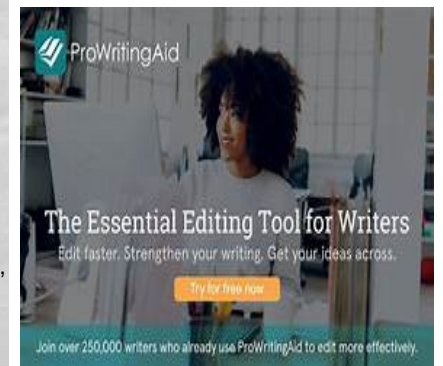 ProWritingAid
The Essential Editing Tool for Writers
Edit faster. Strengthen your writing. Get your ideas across.
,
Try for free now
Join over 250,000 writers who already use ProWritingAid to edit more effectively.